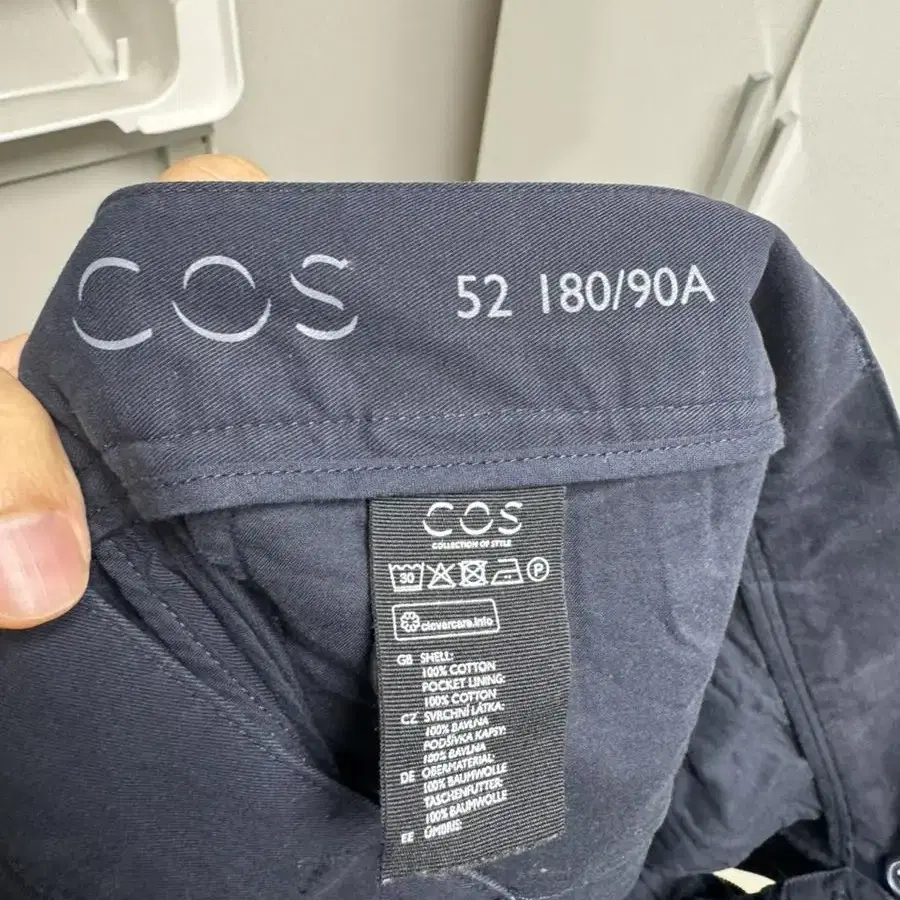 COS 52 180/90A
COS
COLLECTION OF STYLE
30 P
clevercare.info
GB SHELL:
100% COTTON
POCKET LINING:
100% COTTON
CZ SVRCHNÍ LÁTKA:
100% BAVLNA
PODŠÍVKA KAPSY:
100% BAVLNA
DE OBERMATERIAL:
100% BAUMWOLLE
TASCHENFUTTER:
100% BAUMWOLLE
EE ÜMBRIS: